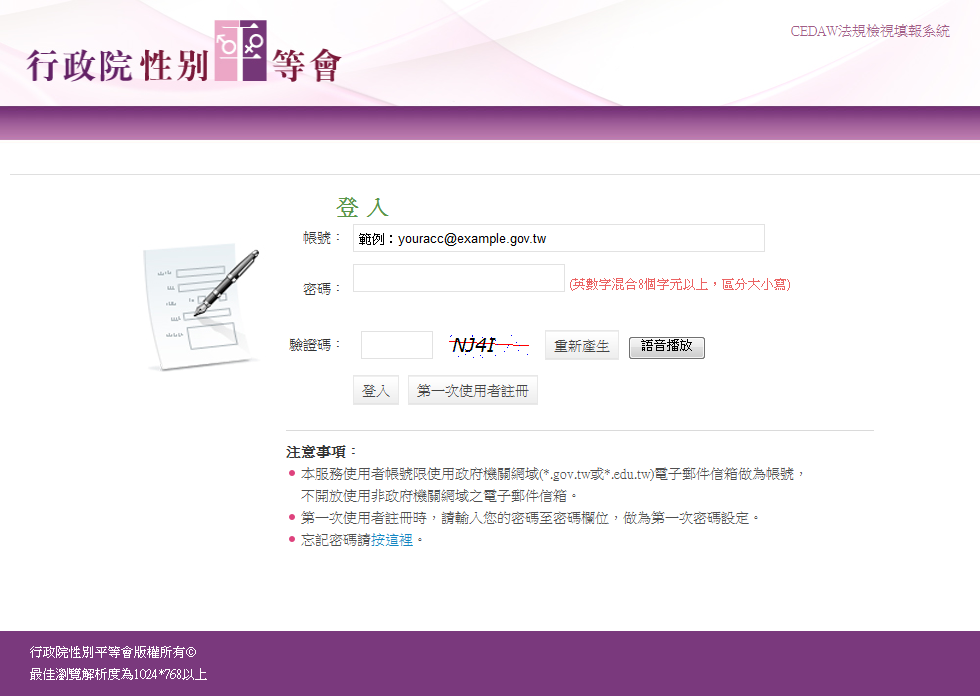 行政院性別平等會
CEDAW法規檢視填報系統
登入
帳號：
範例：youracc@example.gov.tw
密碼：
(英數字混合8個字元以上，區分大小寫)
驗證碼：
NJ4I
重新產生
語音播放
登入
第一次使用者註冊
注意事項：
本服務使用者帳號限使用政府機關網域(*.gov.tw或*.edu.tw)電子郵件信箱做為帳號，
不開放使用非政府機關網域之電子郵件信箱。
第一次使用者註冊時，請輸入您的密碼至密碼欄位，做為第一次密碼設定。
忘記密碼請按這裡。
行政院性別平等會版權所有©
最佳瀏覽解析度為1024*768以上